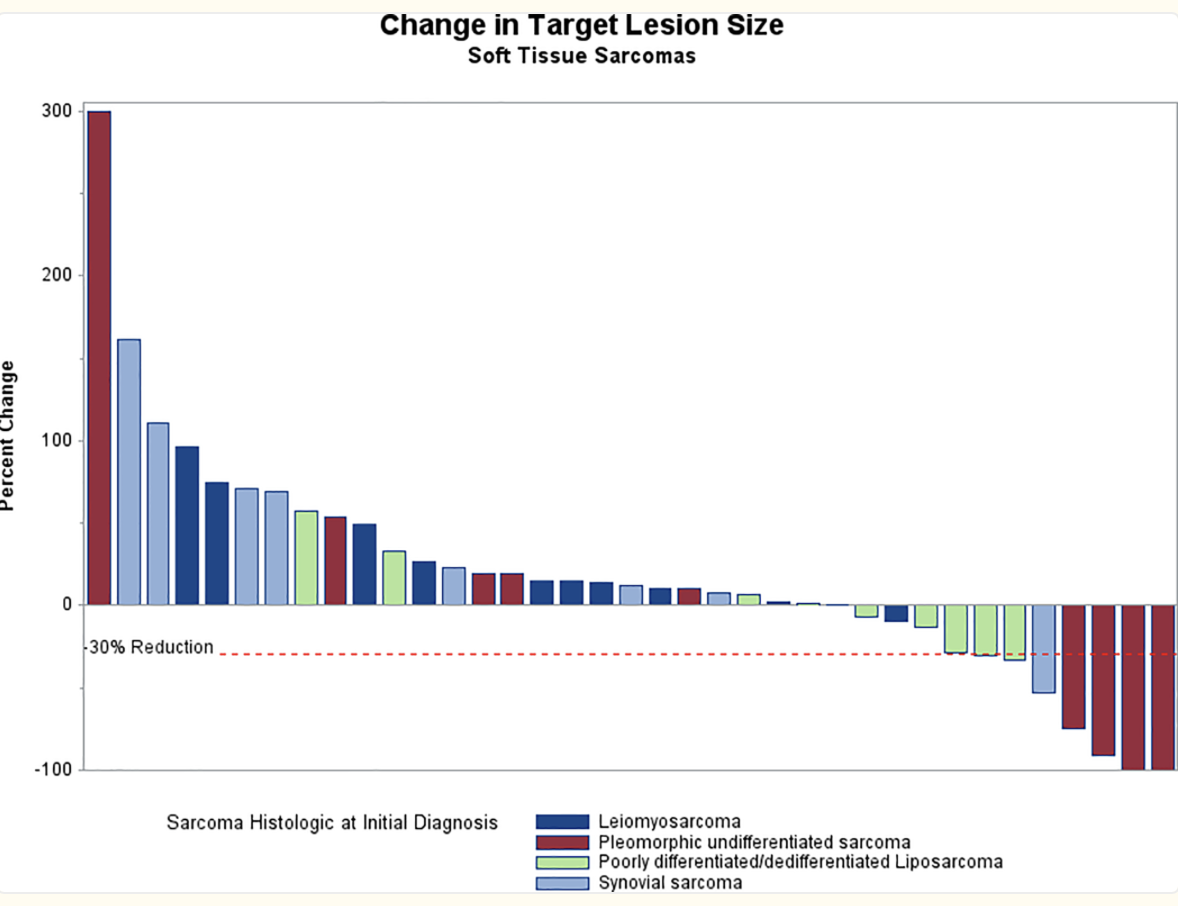 Change in Target Lesion Size
Soft Tissue Sarcomas
300
200
100
0
-100
Percent Change
-30% Reduction
Sarcoma Histologic at Initial Diagnosis
Leiomyosarcoma
Pleomorphic undifferentiated sarcoma
Poorly differentiated/dedifferentiated Liposarcoma
Synovial sarcoma